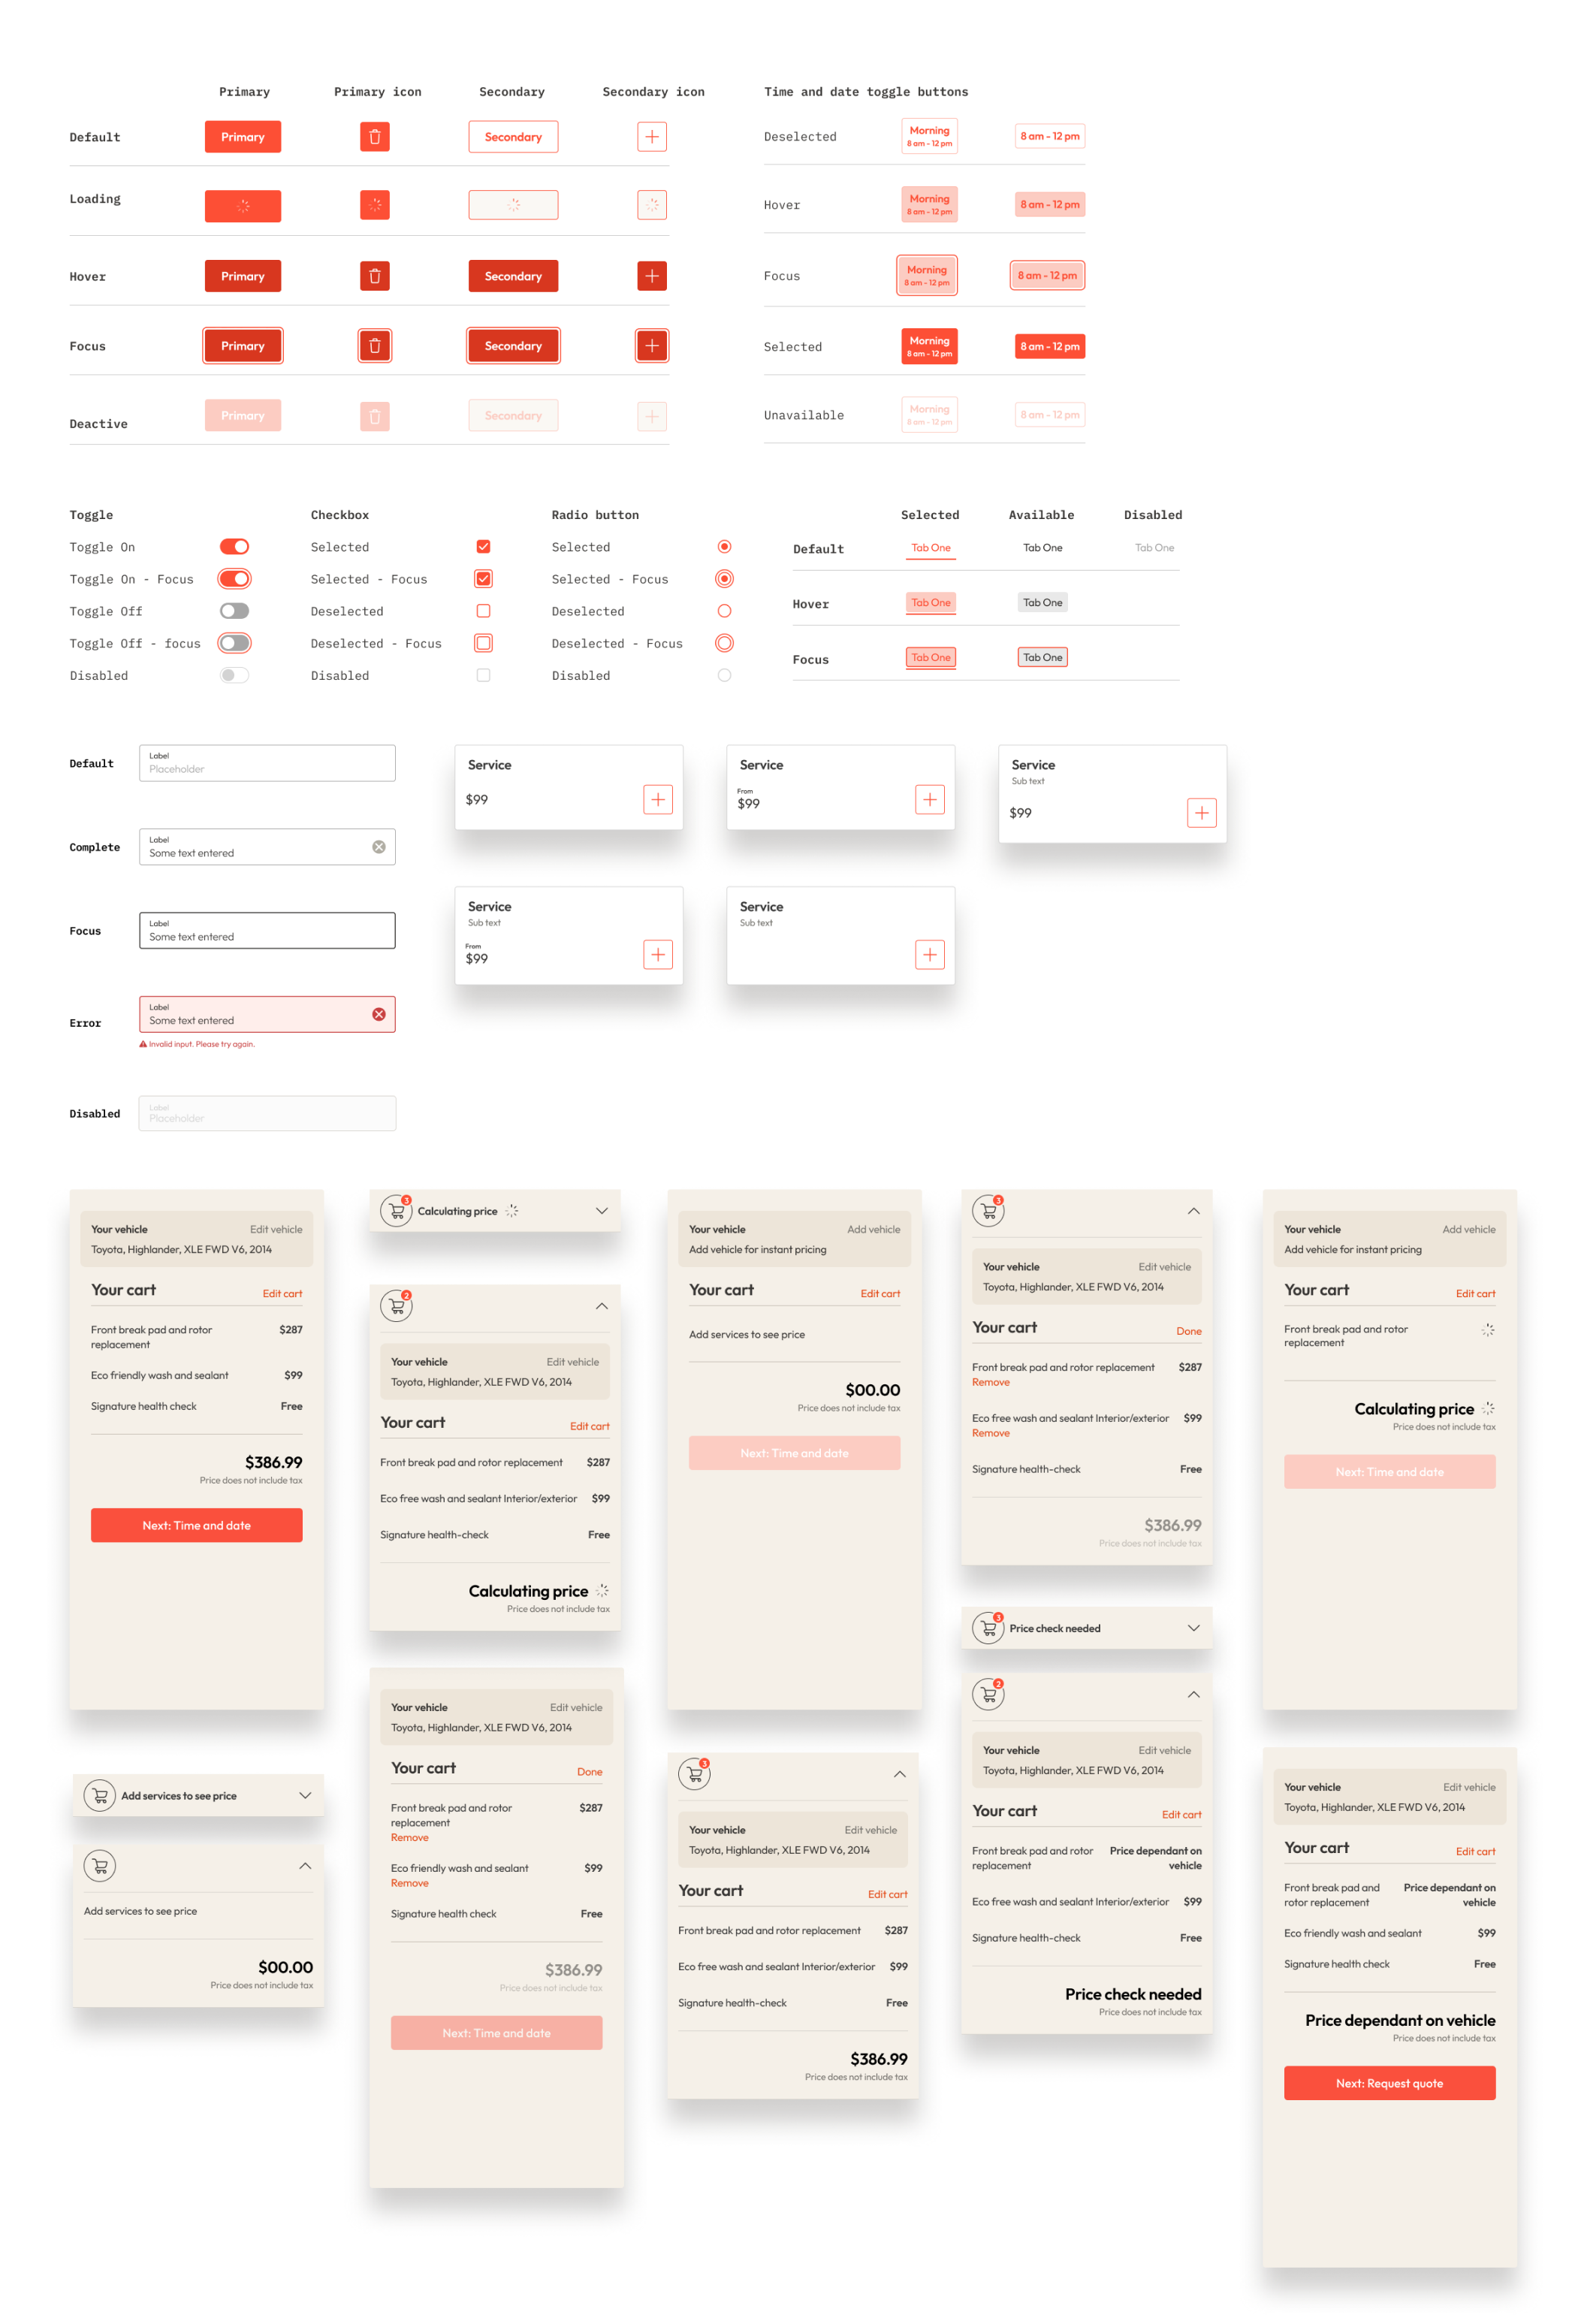 Primary
Primary icon
Secondary
Secondary icon
Default
Primary
Secondary
Loading
Hover
Primary
Secondary
Focus
Primary
Secondary
Deactive
Primary
Secondary
Time and date toggle buttons
Deselected
Morning
8 am - 12 pm
8 am - 12 pm
Hover
Morning
8 am - 12 pm
8 am - 12 pm
Focus
Morning
8 am - 12 pm
8 am - 12 pm
Selected
Morning
8 am - 12 pm
8 am - 12 pm
Unavailable
Morning
8 am - 12 pm
8 am - 12 pm
Toggle
Toggle On
Toggle On - Focus
Toggle Off
Toggle Off - focus
Disabled
Checkbox
Selected
Selected - Focus
Deselected
Deselected - Focus
Disabled
Radio button
Selected
Selected - Focus
Deselected
Deselected - Focus
Disabled
Selected
Available
Disabled
Default
Tab One
Tab One
Tab One
Hover
Tab One
Tab One
Focus
Tab One
Tab One
Default
Label
Placeholder
Complete
Label
Some text entered
Focus
Label
Some text entered
Error
Label
Some text entered
Invalid input. Please try again.
Disabled
Label
Placeholder
Service
$99
Service
From
$99
Service
Sub text
$99
Service
Sub text
From
$99
Service
Sub text
Your vehicle
Edit vehicle
Toyota, Highlander, XLE FWD V6, 2014
Your cart
Edit cart
Front break pad and rotor
replacement
$287
Eco friendly wash and sealant
$99
Signature health check
Free
$386.99
Price does not include tax
Next: Time and date
Add services to see price
Add services to see price
$00.00
Price does not include tax
3
Calculating price
2
Your vehicle
Edit vehicle
Toyota, Highlander, XLE FWD V6, 2014
Your cart
Edit cart
Front break pad and rotor replacement
$287
Eco free wash and sealant Interior/exterior
$99
Signature health-check
Free
Calculating price
Price does not include tax
Your vehicle
Edit vehicle
Toyota, Highlander, XLE FWD V6, 2014
Your cart
Done
Front break pad and rotor
replacement
$287
Remove
Eco friendly wash and sealant
$99
Remove
Signature health check
Free
$386.99
Price does not include tax
Next: Time and date
Your vehicle
Add vehicle
Add vehicle for instant pricing
Your cart
Edit cart
Add services to see price
$00.00
Price does not include tax
Next: Time and date
3
Your vehicle
Edit vehicle
Toyota, Highlander, XLE FWD V6, 2014
Your cart
Edit cart
Front break pad and rotor replacement
$287
Eco free wash and sealant Interior/exterior
$99
Signature health-check
Free
$386.99
Price does not include tax
3
Your vehicle
Edit vehicle
Toyota, Highlander, XLE FWD V6, 2014
Your cart
Done
Front break pad and rotor replacement
$287
Remove
Eco free wash and sealant Interior/exterior
$99
Remove
Signature health-check
Free
$386.99
Price does not include tax
3
Price check needed
2
Your vehicle
Edit vehicle
Toyota, Highlander, XLE FWD V6, 2014
Your cart
Edit cart
Front break pad and rotor
replacement
Price dependant on
vehicle
Eco free wash and sealant Interior/exterior
$99
Signature health-check
Free
Price check needed
Price does not include tax
Your vehicle
Add vehicle
Add vehicle for instant pricing
Your cart
Edit cart
Front break pad and rotor
replacement
Calculating price
Price does not include tax
Next: Time and date
Your vehicle
Edit vehicle
Toyota, Highlander, XLE FWD V6, 2014
Your cart
Edit cart
Front break pad and
rotor replacement
Price dependant on
vehicle
Eco friendly wash and sealant
$99
Signature health check
Free
Price dependant on vehicle
Price does not include tax
Next: Request quote